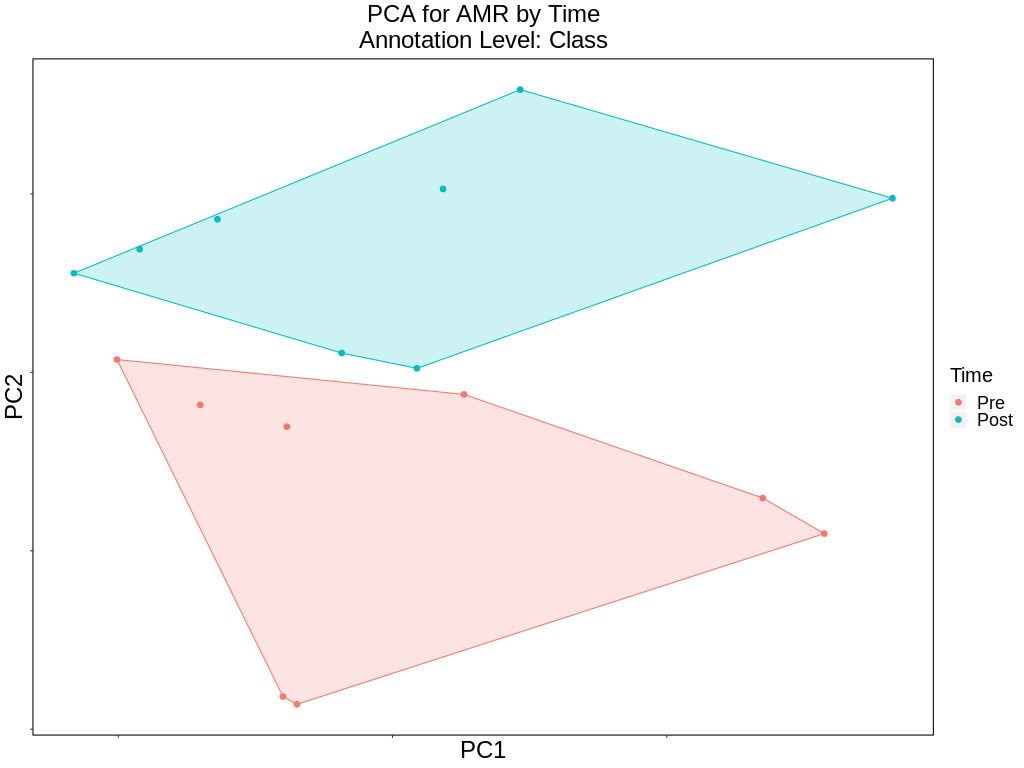 PCA for AMR by Time
Annotation Level: Class
PC2
Time
Pre
Post
PC1